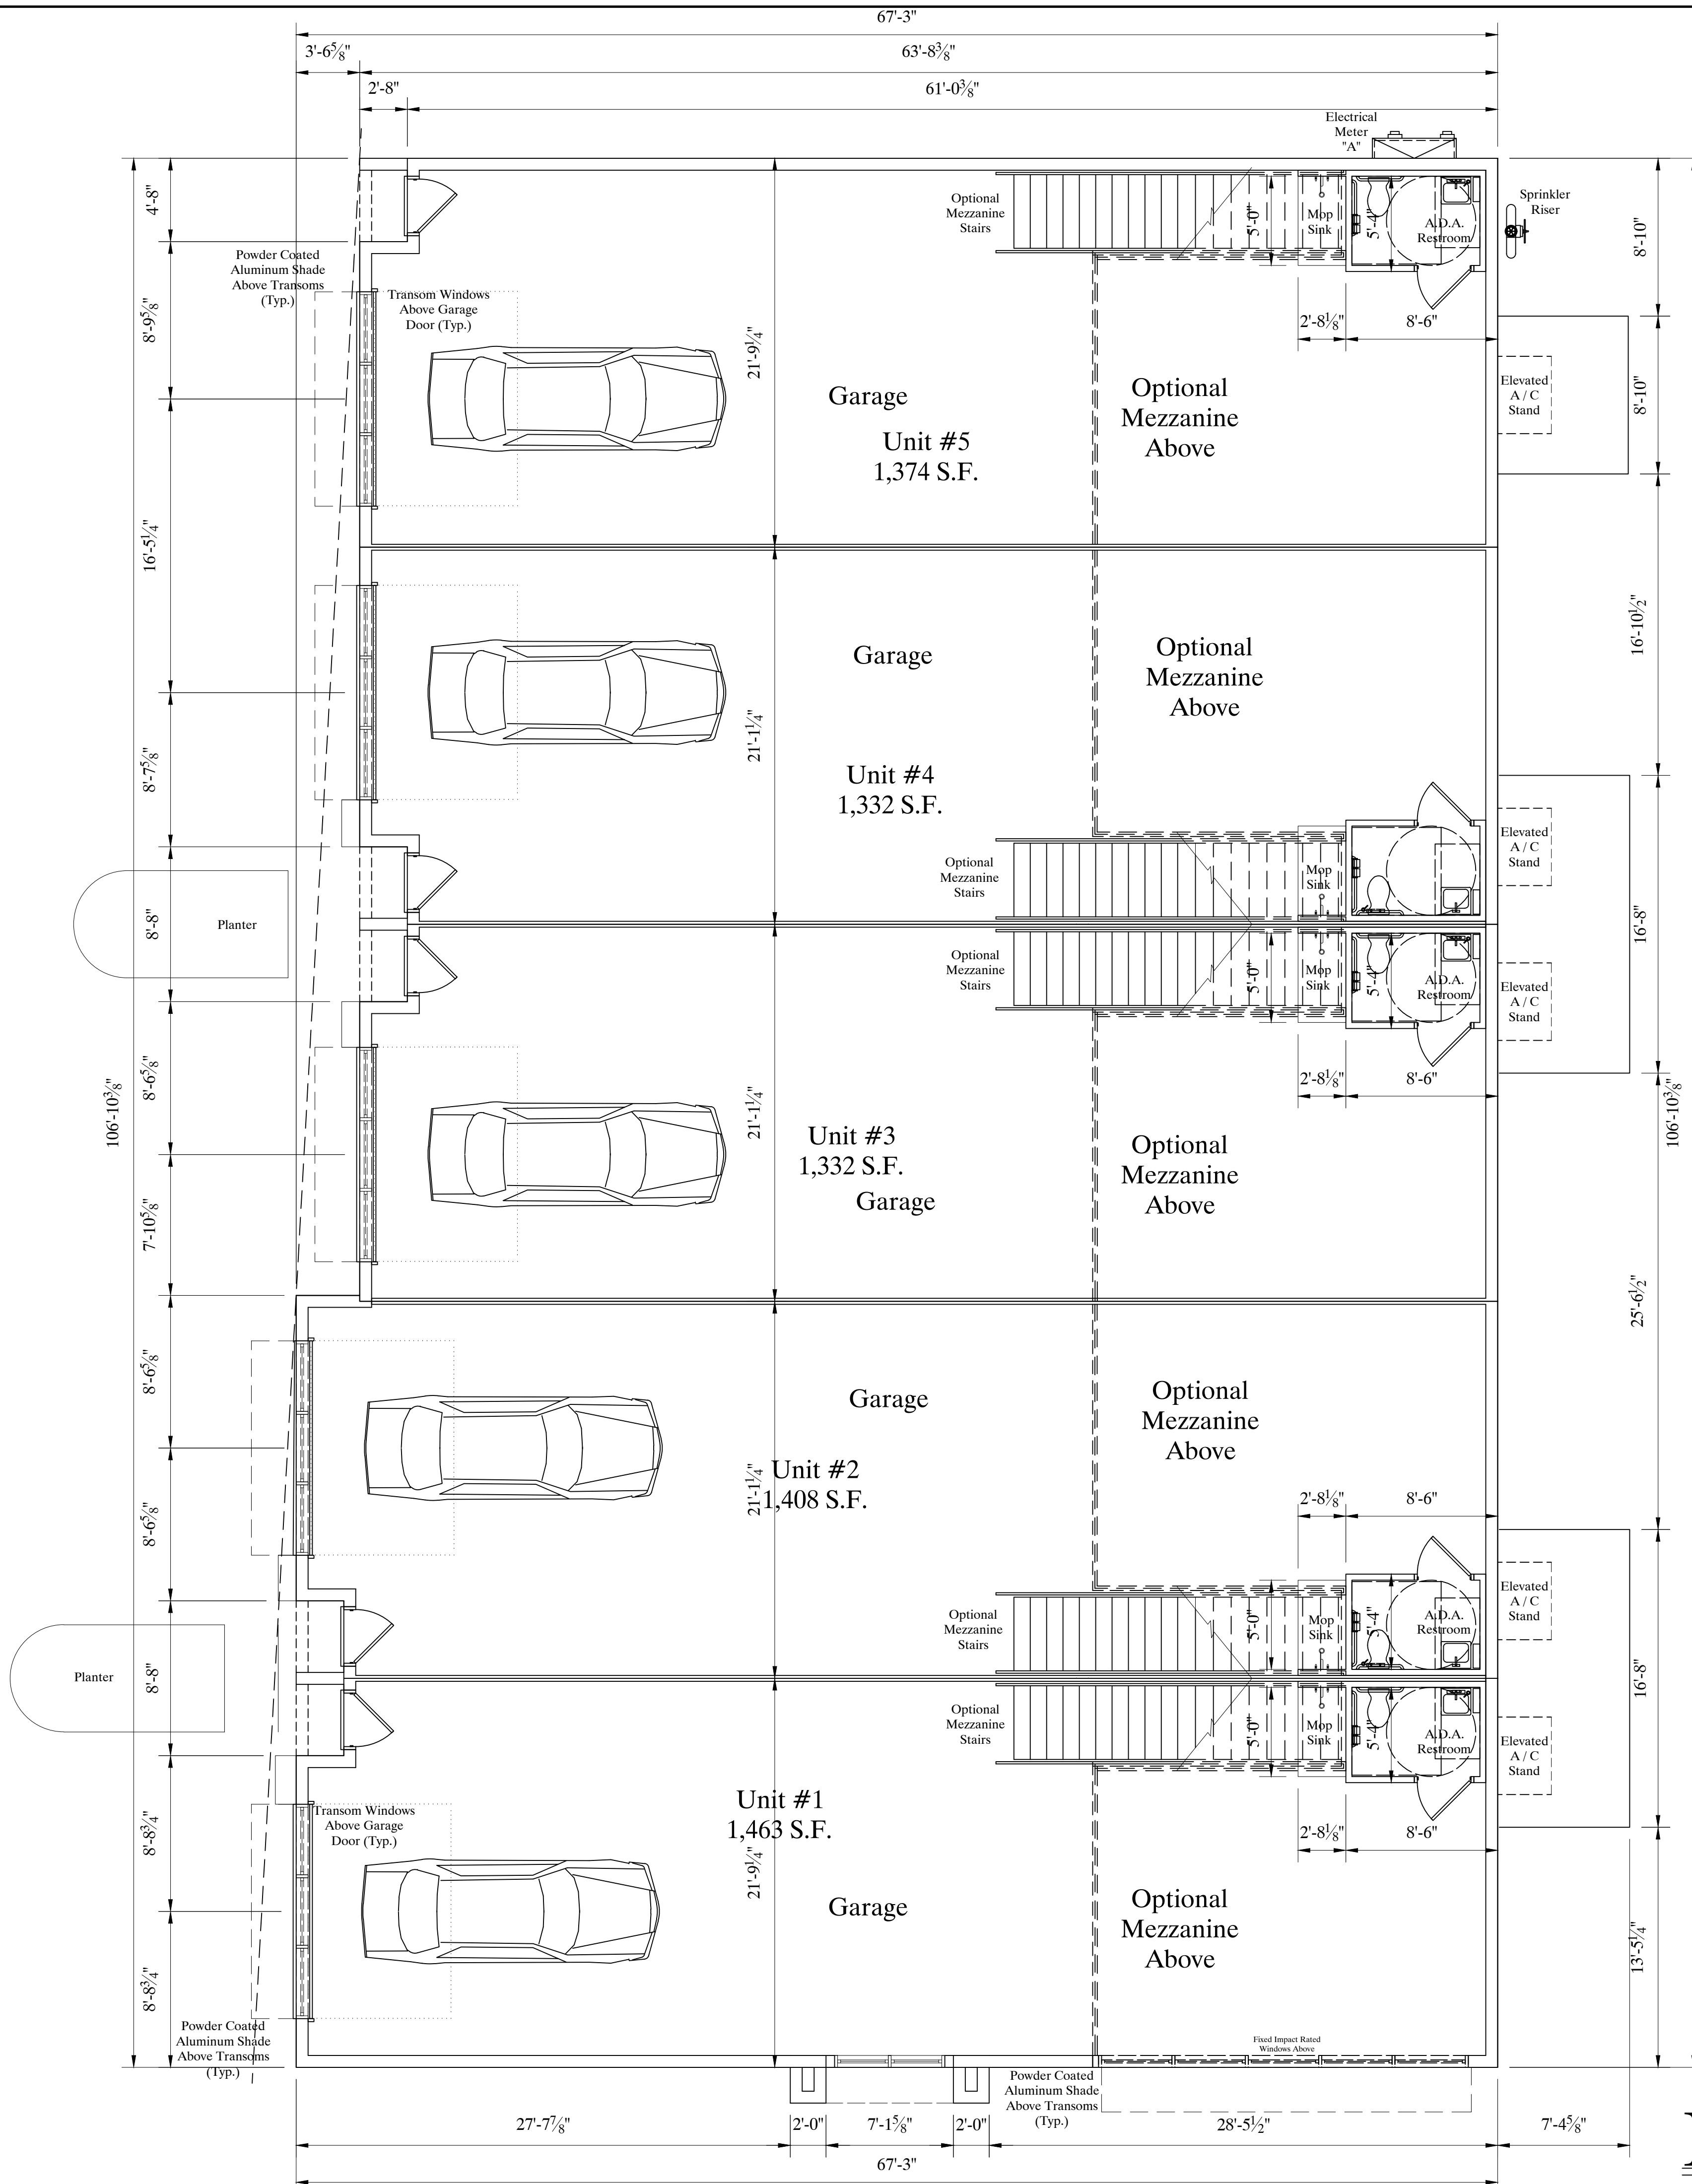 67'-3"
3'-6⅝"
63'-8⅜"
2'-8"
61'-0⅜"
Electrical
Meter
"A"
4'-8"
Optional
Mezzanine
Stairs
5'-0"
Mop
Sink
5'-4"
A.D.A.
Restroom
Sprinkler
Riser
8'-10"
Powder Coated
Aluminum Shade
Above Transoms
(Typ.)
Transom Windows
Above Garage
Door (Typ.)
8'-9⅝"
21'-9¼"
2'-8⅛"
8'-6"
Garage
Optional
Mezzanine
Above
Elevated
A / C
Stand
8'-10"
Unit #5
1,374 S.F.
16'-5¼"
16'-10½"
Garage
Optional
Mezzanine
Above
21'-1¼"
8'-7⅝"
Unit #4
1,332 S.F.
Optional
Mezzanine
Stairs
Mop
Sink
Elevated
A / C
Stand
8'-8"
Planter
16'-8"
Optional
Mezzanine
Stairs
5'-0"
Mop
Sink
5'-4"
A.D.A.
Restroom
Elevated
A / C
Stand
8'-6⅝"
2'-8⅛"
8'-6"
106'-10⅜"
21'-1¼"
106'-10⅜"
Unit #3
1,332 S.F.
Garage
Optional
Mezzanine
Above
7'-10⅝"
25'-6½"
8'-6⅝"
Garage
Optional
Mezzanine
Above
21'-1¼"
Unit #2
1,408 S.F.
8'-6⅝"
2'-8⅛"
8'-6"
Optional
Mezzanine
Stairs
5'-0"
Mop
Sink
5'-4"
A.D.A.
Restroom
Elevated
A / C
Stand
Planter
8'-8"
16'-8"
Optional
Mezzanine
Stairs
5'-0"
Mop
Sink
5'-4"
A.D.A.
Restroom
Elevated
A / C
Stand
Unit #1
1,463 S.F.
Transom Windows
Above Garage
Door (Typ.)
8'-8¾"
2'-8⅛"
8'-6"
21'-9¼"
Garage
Optional
Mezzanine
Above
8'-8¾"
13'-5¼"
Powder Coated
Aluminum Shade
Above Transoms
(Typ.)
Fixed Impact Rated
Windows Above
Powder Coated
Aluminum Shade
Above Transoms
(Typ.)
27'-7⅞"
2'-0"
7'-1⅝"
2'-0"
28'-5½"
7'-4⅝"
67'-3"